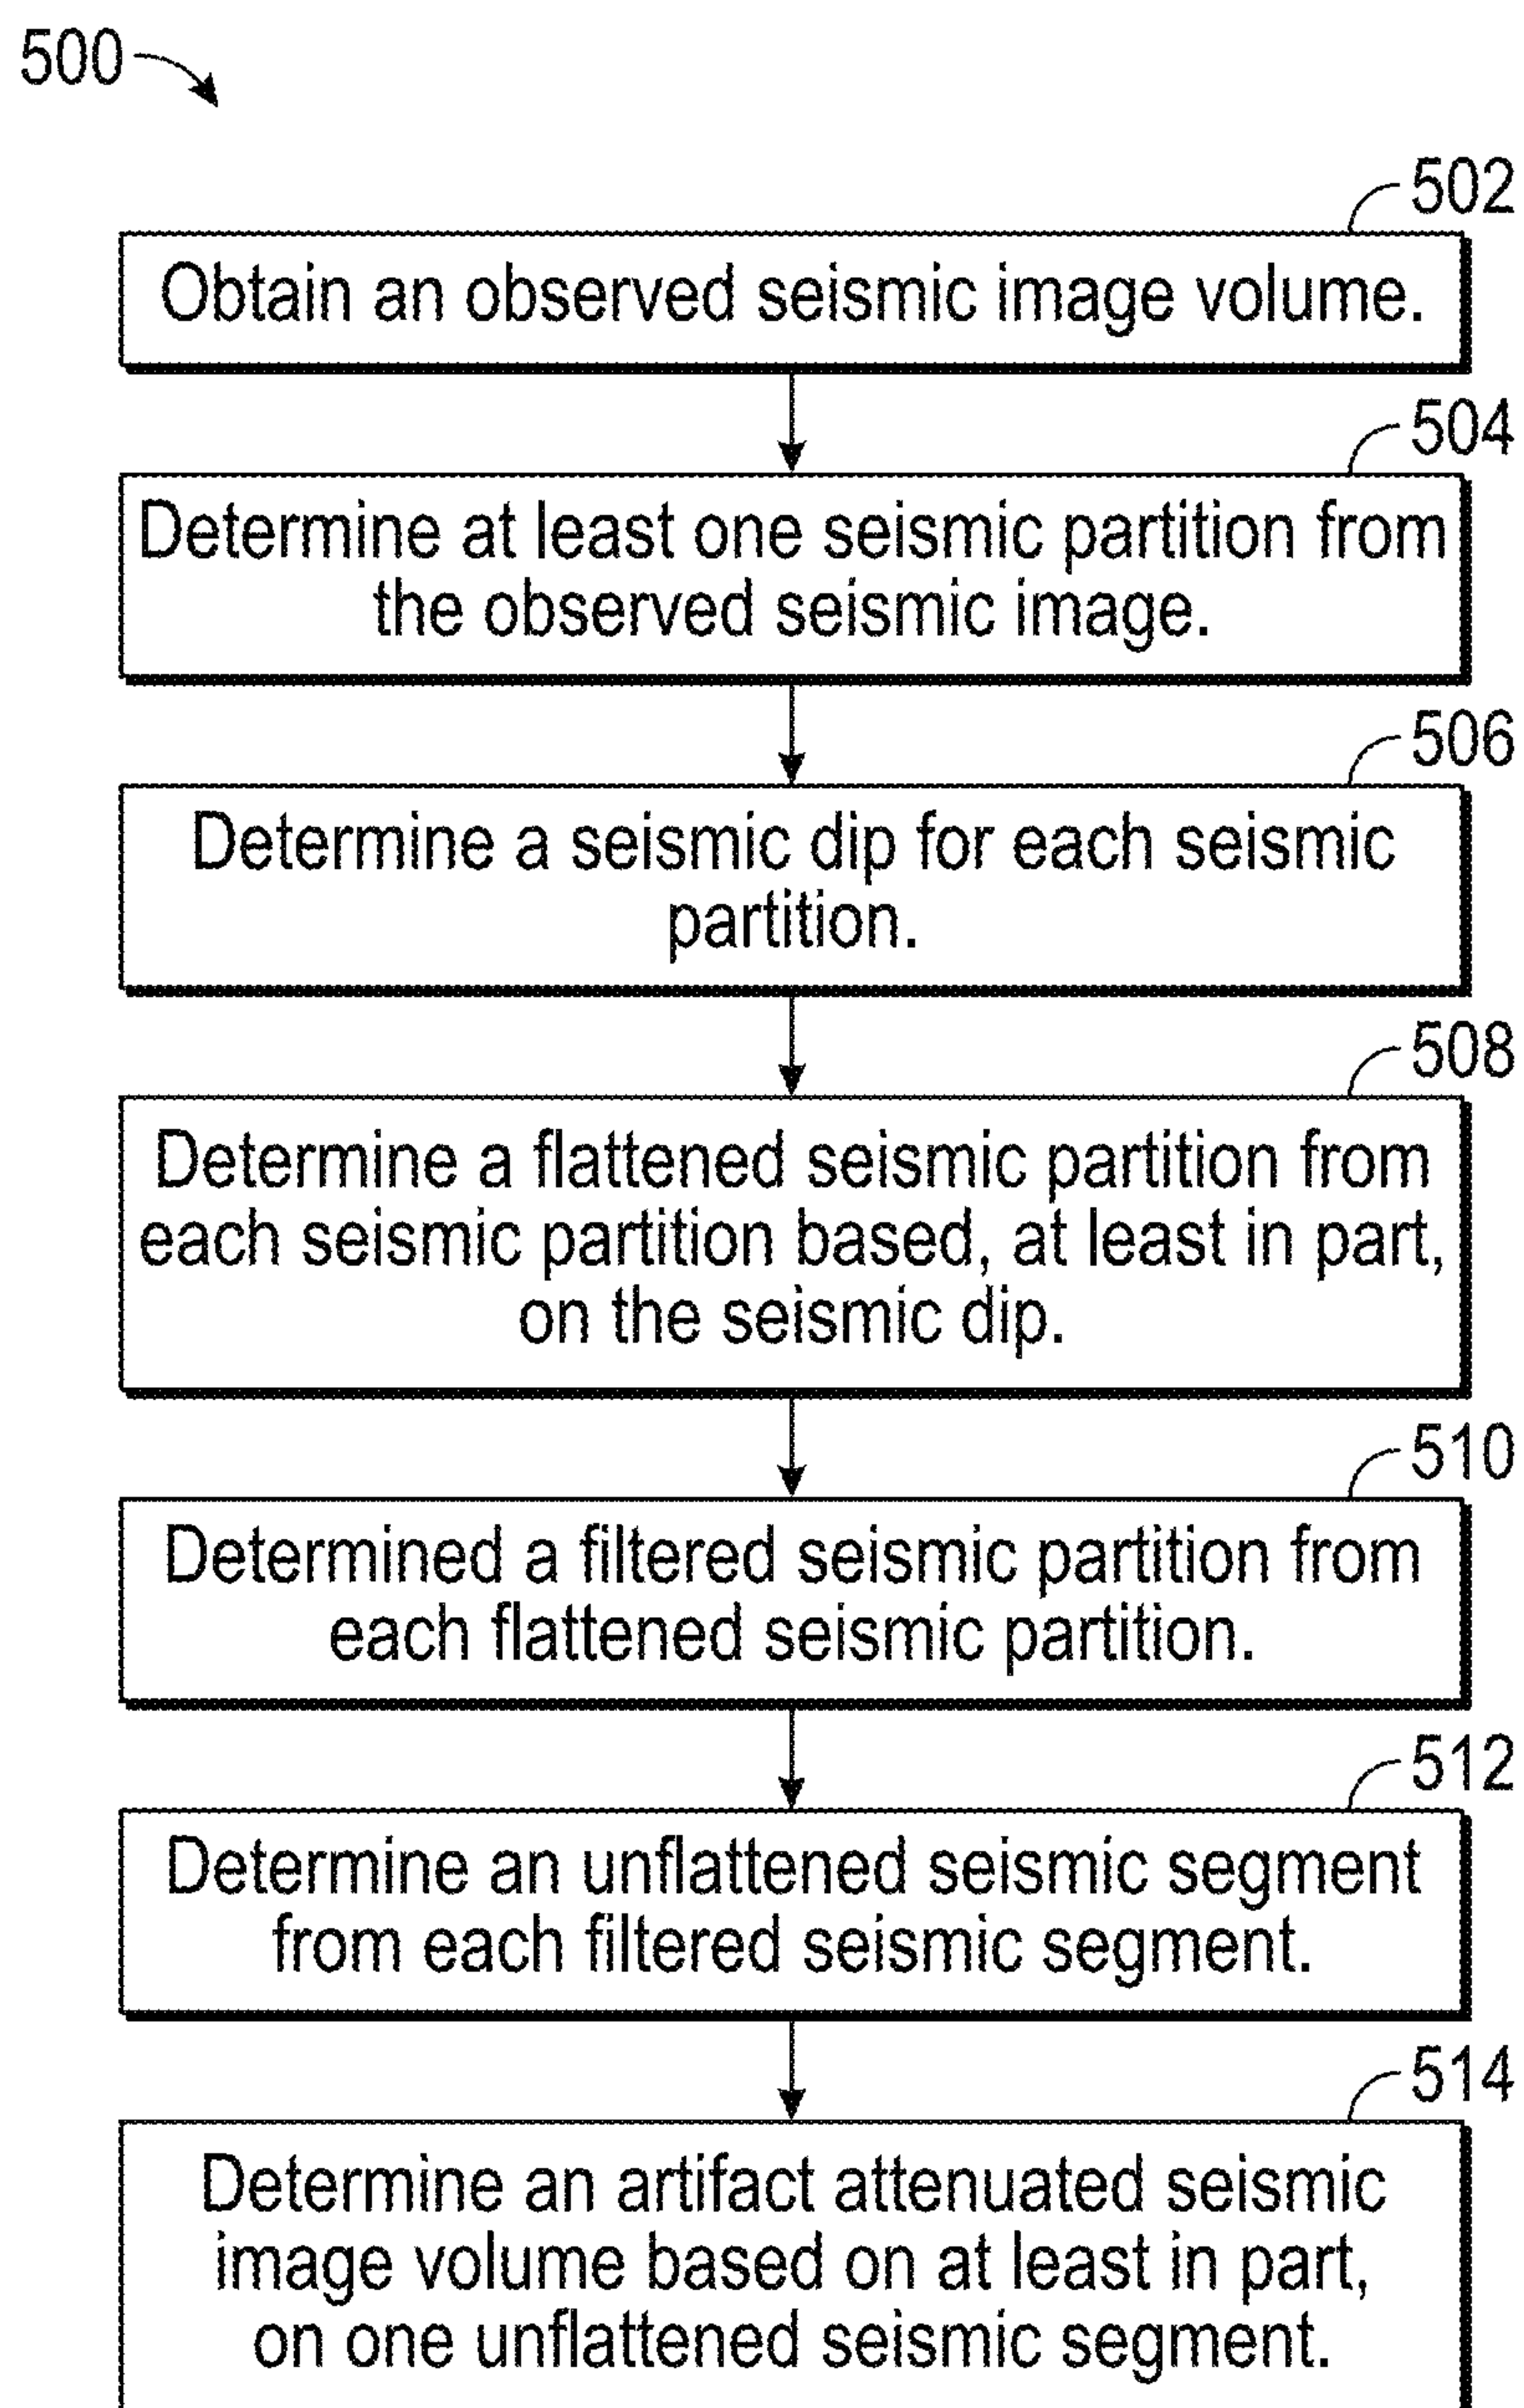 500
502
Obtain an observed seismic image volume.
504
Determine at least one seismic partition from
the observed seismic image.
506
Determine a seismic dip for each seismic
partition.
508
Determine a flattened seismic partition from
each seismic partition based, at least in part,
on the seismic dip.
510
Determined a filtered seismic partition from
each flattened seismic partition.
512
Determine an unflattened seismic segment
from each filtered seismic segment.
514
Determine an artifact attenuated seismic
image volume based on at least in part,
on one unflattened seismic segment.